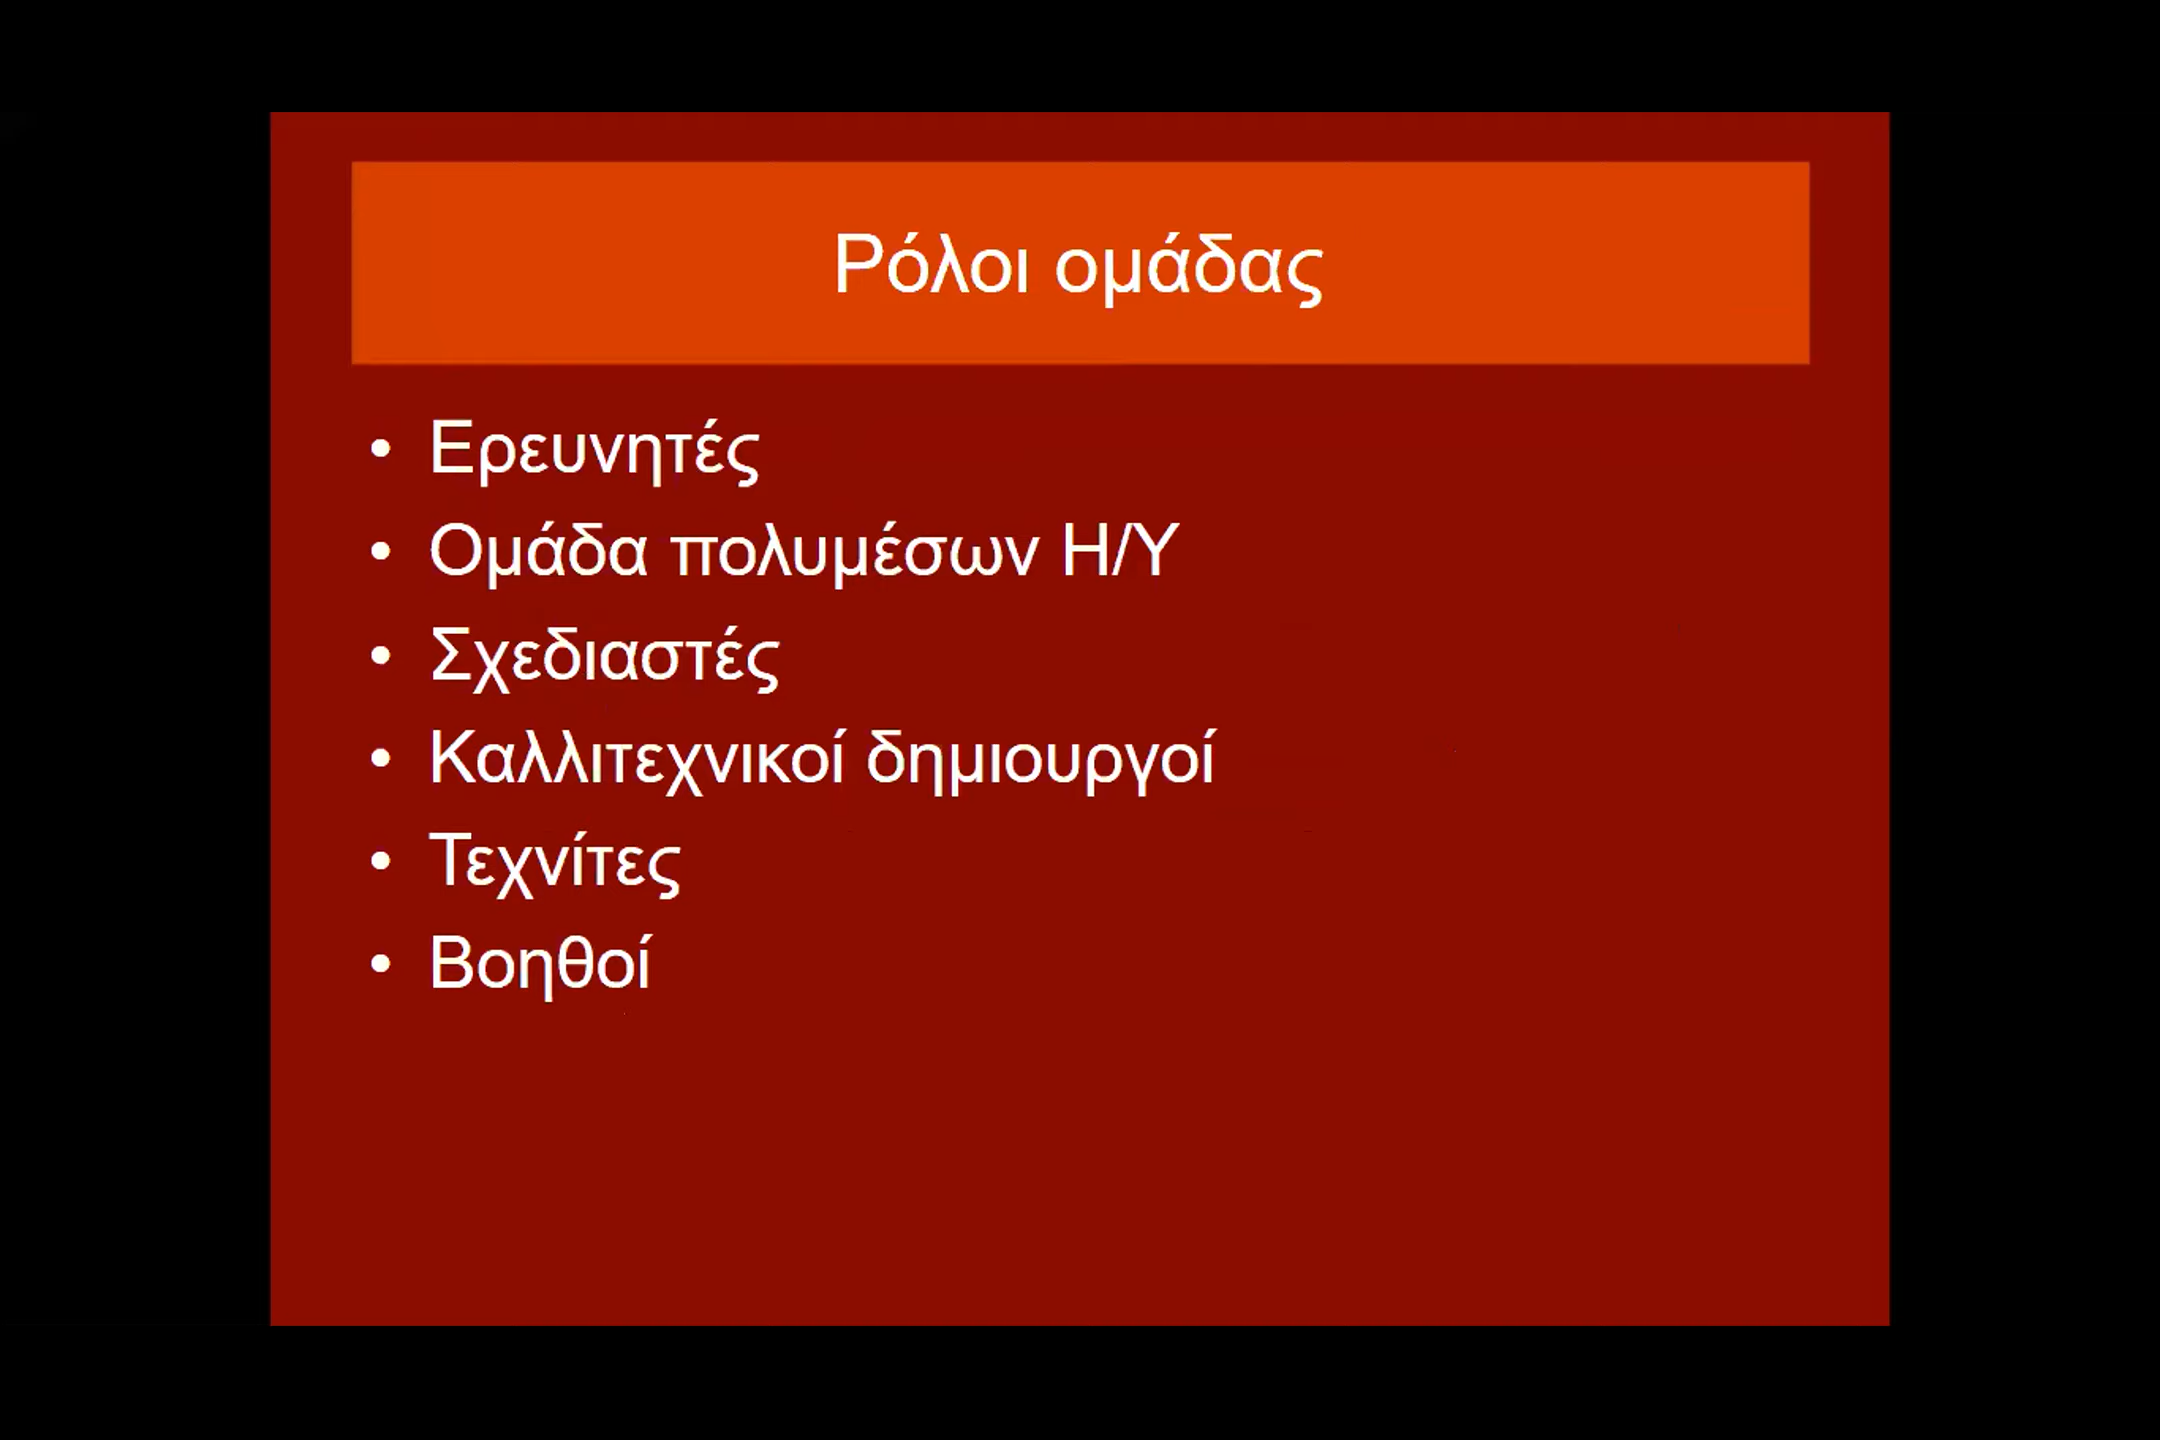 Ρόλοι ομάδας
• Ερευνητές
• Ομάδα πολυμέσων Η/Υ
• Σχεδιαστές
• Καλλιτεχνικοί δημιουργοί
• Τεχνίτες
• Βοηθοί